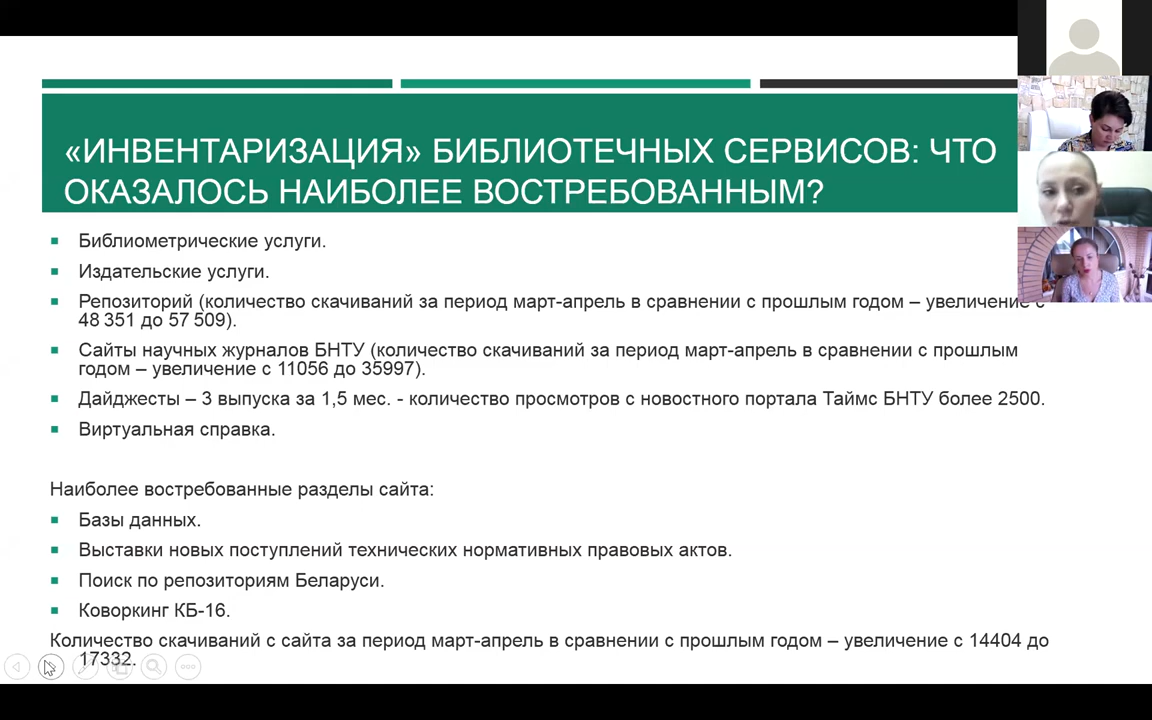 «ИНВЕНТАРИЗАЦИЯ» БИБЛИОТЕЧНЫХ СЕРВИСОВ: ЧТО
ОКАЗАЛОСЬ НАИБОЛЕЕ ВОСТРЕБОВАННЫМ?
Библиометрические услуги.
Издательские услуги.
Репозиторий (количество скачиваний за период март-апрель в сравнении с прошлым годом – увеличение с
48 351 до 57 509).
Сайты научных журналов БНТУ (количество скачиваний за период март-апрель в сравнении с прошлым
годом – увеличение с 11056 до 35997).
Дайджесты – 3 выпуска за 1,5 мес. - количество просмотров с новостного портала Таймс БНТУ более 2500.
Виртуальная справка.
Наиболее востребованные разделы сайта:
Базы данных.
Выставки новых поступлений технических нормативных правовых актов.
Поиск по репозиториям Беларуси.
Коворкинг КБ-16.
Количество скачиваний с сайта за период март-апрель в сравнении с прошлым годом – увеличение с 14404 до
17332.